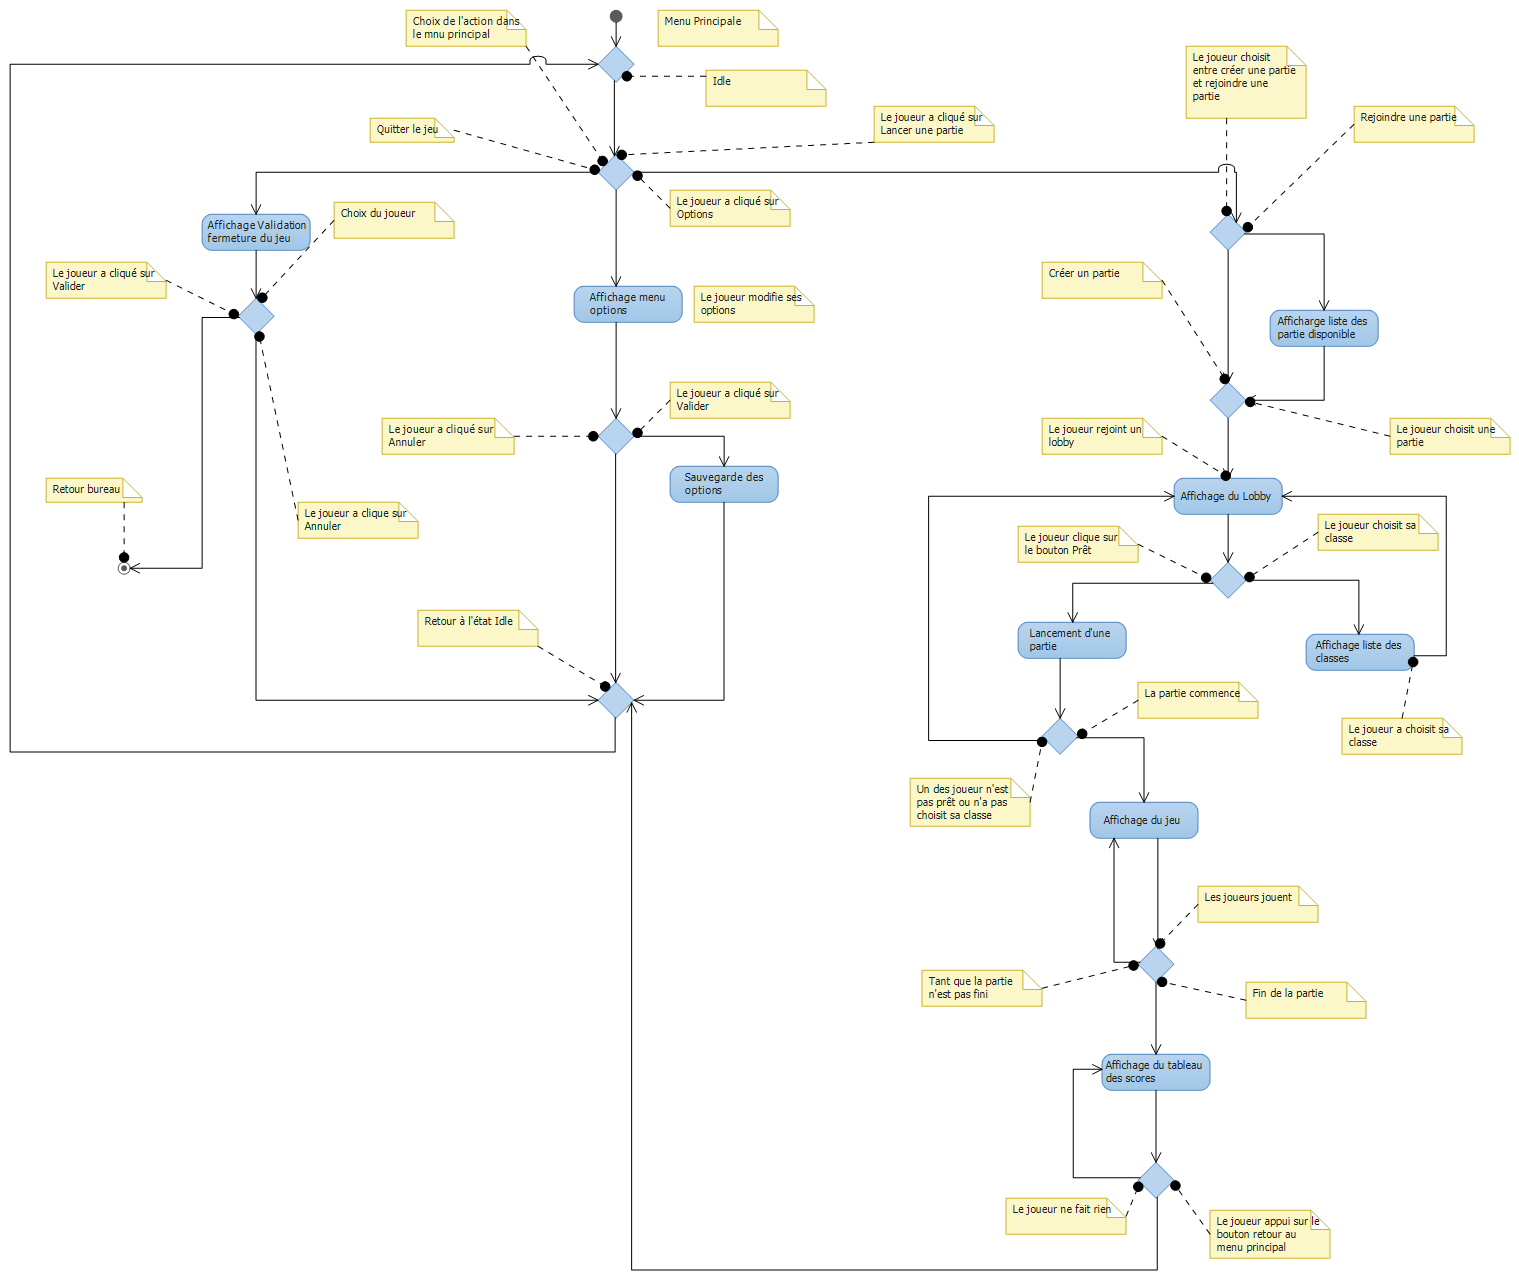 Choix de l'action dans
le mnu principal
Menu Principale
Idle
Le joueur choisit
entre créer une partie
et rejoindre une
partie
Quitter le jeu
Le joueur a cliqué sur
Lancer une partie
Rejoindre une partie
Le joueur a cliqué sur
Options
Affichage Validation
fermeture du jeu
Choix du joueur
Le joueur a cliqué sur
Valider
Affichage menu
options
Le joueur modifie ses
options
Créer un partie
Afficharge liste des
partie disponible
Le joueur a cliqué sur
Valider
Le joueur a cliqué sur
Annuler
Le joueur rejoint un
lobby
Le joueur choisit une
partie
Sauvegarde des
options
Retour bureau
Le joueur a clique sur
Annuler
Affichage du Lobby
Le joueur clique sur
le bouton Prêt
Le joueur choisit sa
classe
Retour à l'état Idle
Lancement d'une
partie
Affichage liste des
classes
La partie commence
Le joueur a choisit sa
classe
Un des joueur n'est
pas prêt ou n'a pas
choisit sa classe
Affichage du jeu
Les joueurs jouent
Tant que la partie
n'est pas fini
Fin de la partie
Affichage du tableau
des scores
Le joueur ne fait rien
Le joueur appui sur le
bouton retour au
menu principal